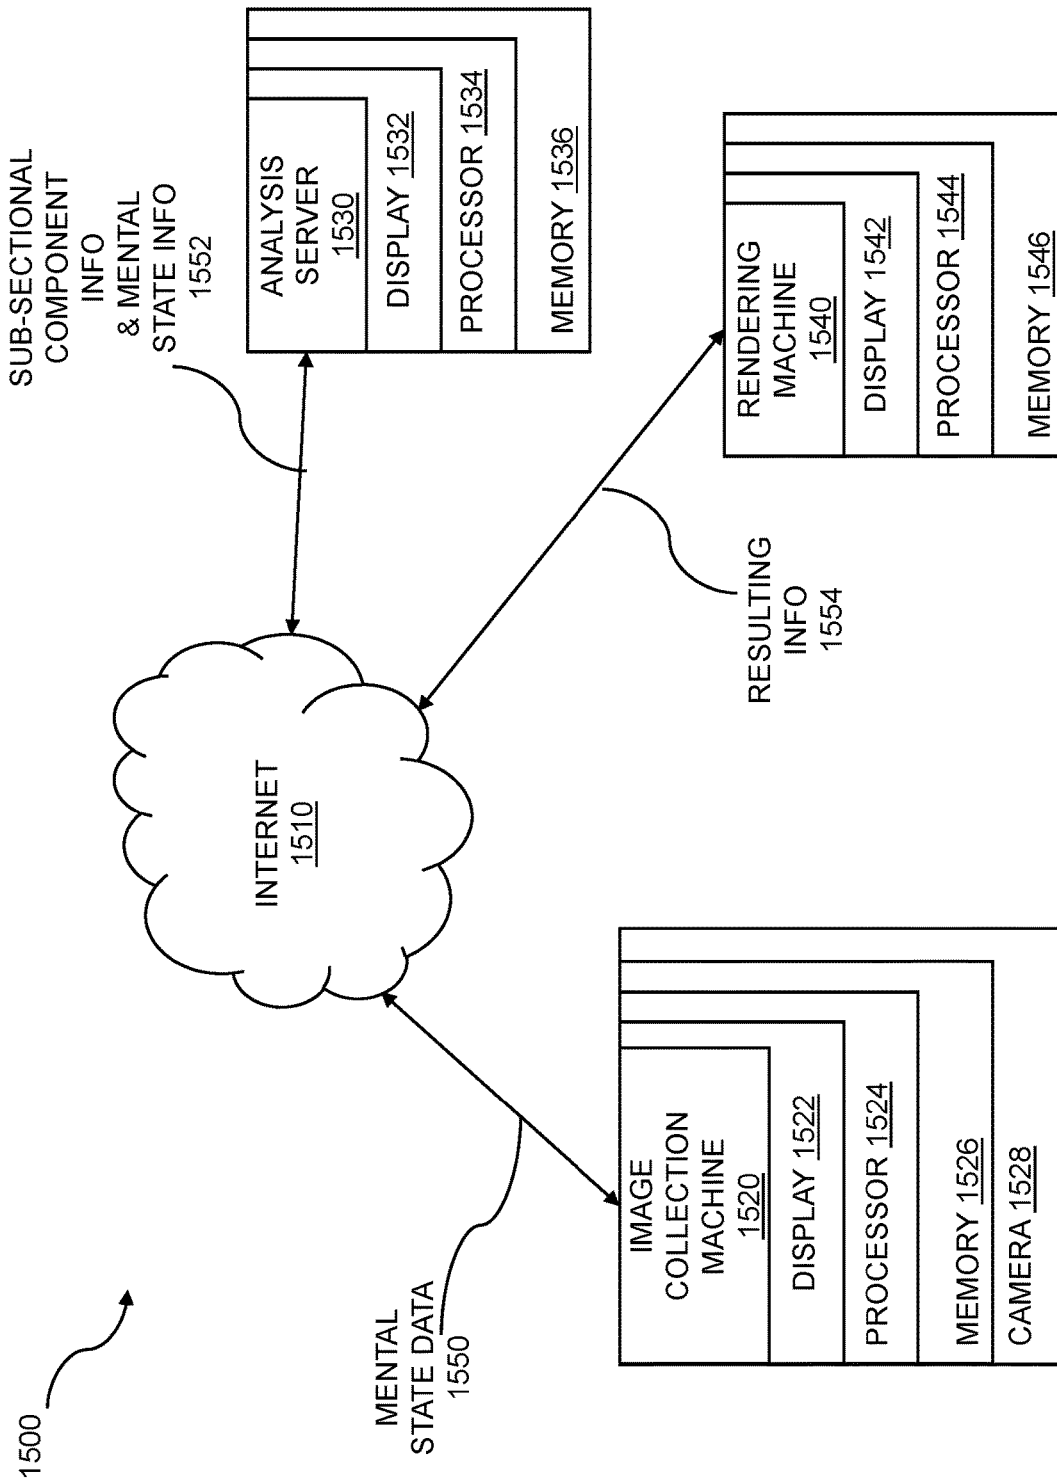 1500
INTERNET
1510
SUB-SECTIONAL
COMPONENT
INFO
& MENTAL
STATE INFO
1552
MENTAL
STATE DATA
1550
RESULTING
INFO
1554
IMAGE
COLLECTION
MACHINE
1520
DISPLAY 1522
PROCESSOR 1524
MEMORY 1526
CAMERA 1528
ANALYSIS
SERVER
1530
DISPLAY 1532
PROCESSOR 1534
MEMORY 1536
RENDERING
MACHINE
1540
DISPLAY 1542
PROCESSOR 1544
MEMORY 1546